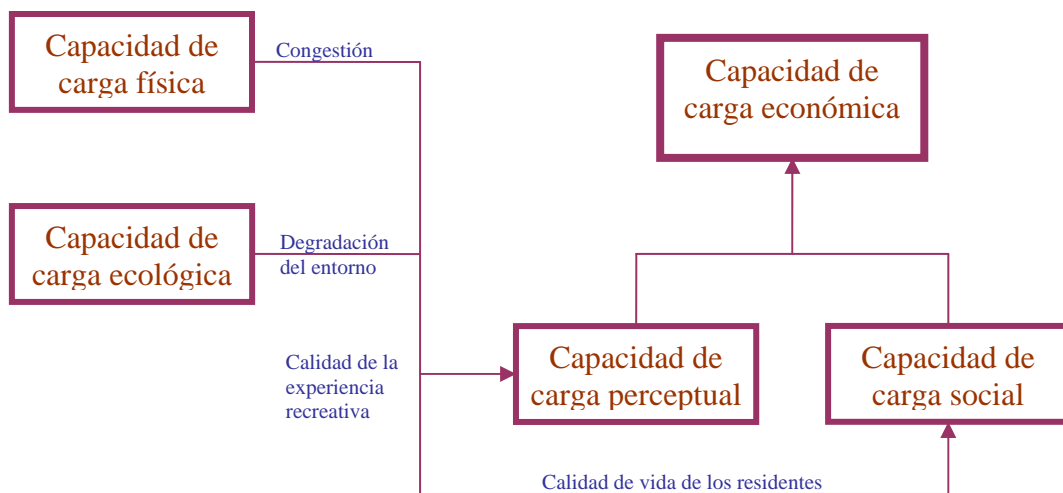 Capacidad de
carga física
Congestión
Capacidad de
carga económica
Capacidad de
carga ecológica
Degradación
del entorno
Calidad de la
experiencia
recreativa
Capacidad de
carga perceptual
Capacidad de
carga social
Calidad de vida de los residentes